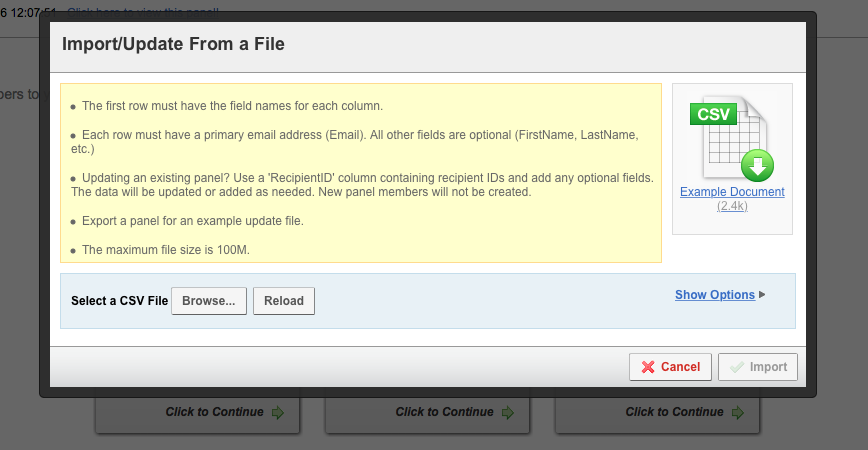 6 12:07:51 Click here to view this panel!
Import/Update From a File
pers to
• The first row must have the field names for each column.
• Each row must have a primary email address (Email). All other fields are optional (FirstName, LastName,
etc.)
• Updating an existing panel? Use a 'RecipientID' column containing recipient IDs and add any optional fields.
The data will be updated or added as needed. New panel members will not be created.
• Export a panel for an example update file.
• The maximum file size is 100M.
CSV
Example Document
(2.4k)
Select a CSV File Browse... Reload
Show Options
Cancel Import
Click to Continue Click to Continue Click to Continue